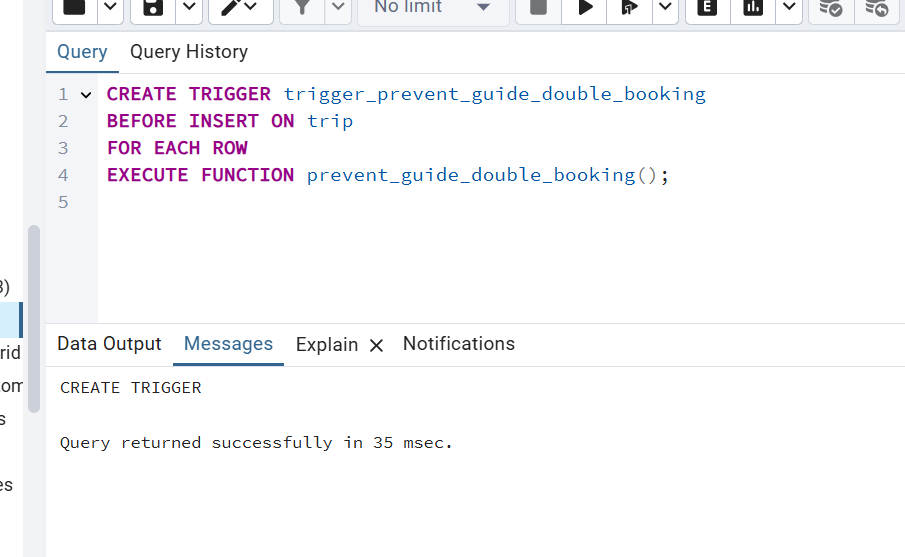 No limit
E
Query Query History
1 CREATE TRIGGER trigger_prevent_guide_double_booking
2 BEFORE INSERT ON trip
3 FOR EACH ROW
4 EXECUTE FUNCTION prevent_guide_double_booking();
5
3)
rid
om
s
es
Data Output Messages Explain Notifications
CREATE TRIGGER
Query returned successfully in 35 msec.